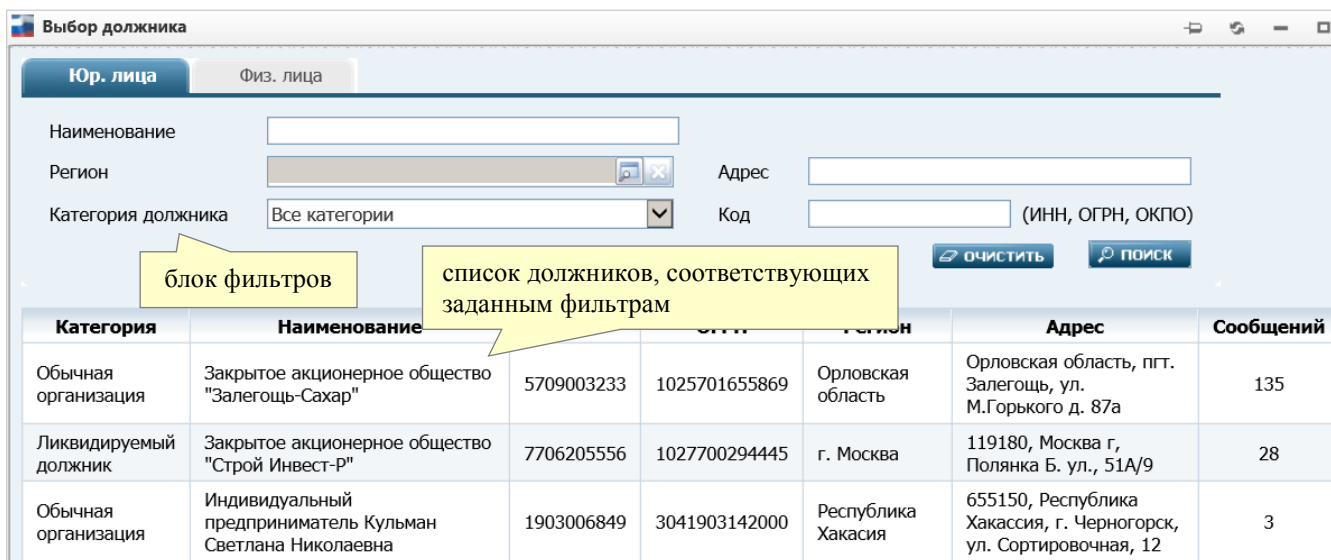 Выбор должника
Юр. лица
Физ. лица
Наименование
Регион
Адрес
Категория должника
Все категории
Код
(ИНН, ОГРН, ОКПО)
ОЧИСТИТЬ
ПОИСК
блок фильтров
список должников, соответствующих
заданным фильтрам
Категория
Наименование
Адрес
Сообщений
Обычная
организация
Закрытое акционерное общество
"Залегощь-Сахар"
5709003233
1025701655869
Орловская
область
Орловская область, пгт.
Залегощь, ул.
М.Горького д. 87а
135
Ликвидируемый
должник
Закрытое акционерное общество
"Строй Инвест-Р"
7706205556
1027700294445
г. Москва
119180, Москва г,
Полянка Б. ул., 51А/9
28
Обычная
организация
Индивидуальный
предприниматель Кульман
Светлана Николаевна
1903006849
3041903142000
Республика
Хакасия
655150, Республика
Хакассия, г. Черногорск,
ул. Сортировочная, 12
3